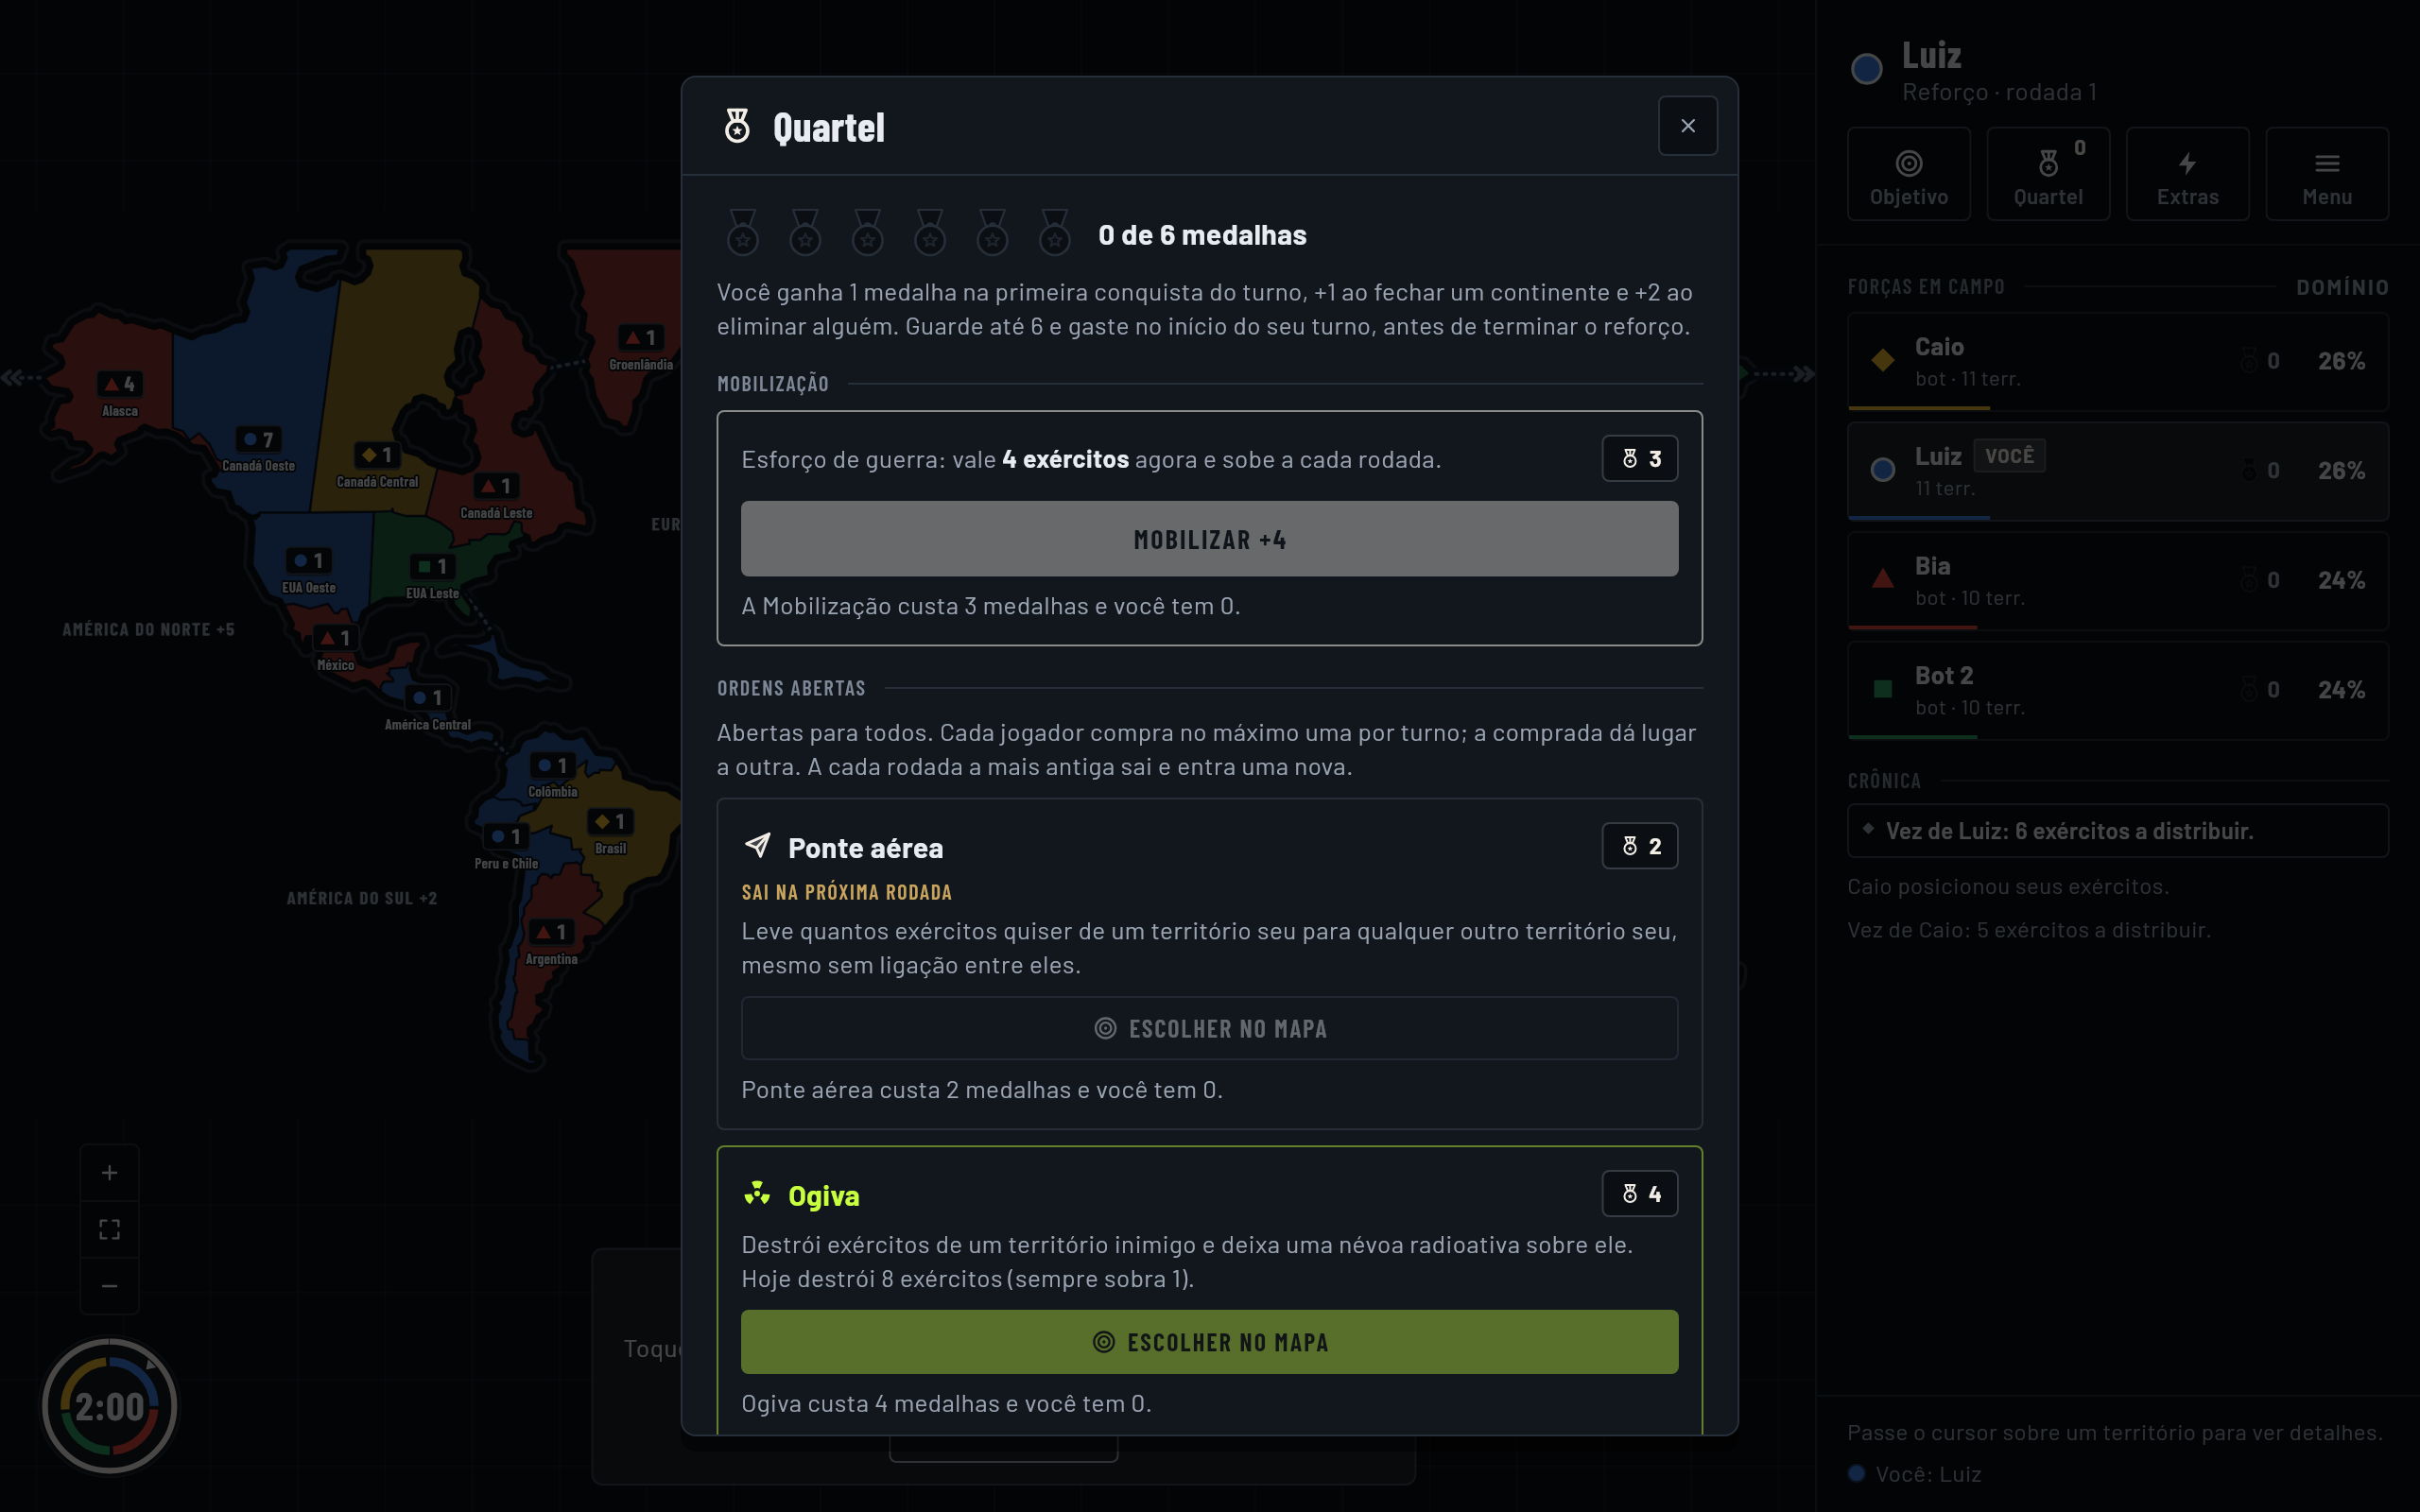 Quartel
0 de 6 medalhas
Você ganha 1 medalha na primeira conquista do turno, +1 ao fechar um continente e +2 ao
eliminar alguém. Guarde até 6 e gaste no início do seu turno, antes de terminar o reforço.
MOBILIZAÇÃO
Esforço de guerra: vale 4 exércitos agora e sobe a cada rodada.
3
MOBILIZAR +4
A Mobilização custa 3 medalhas e você tem 0.
ORDENS ABERTAS
Abertas para todos. Cada jogador compra no máximo uma por turno; a comprada dá lugar
a outra. A cada rodada a mais antiga sai e entra uma nova.
Ponte aérea
2
SAI NA PRÓXIMA RODADA
Leve quantos exércitos quiser de um território seu para qualquer outro território seu,
mesmo sem ligação entre eles.
ESCOLHER NO MAPA
Ponte aérea custa 2 medalhas e você tem 0.
Ogiva
4
Destrói exércitos de um território inimigo e deixa uma névoa radioativa sobre ele.
Hoje destrói 8 exércitos (sempre sobra 1).
ESCOLHER NO MAPA
Ogiva custa 4 medalhas e você tem 0.
1
Groenlândia
4
Alasca
7
Canadá Oeste
1
Canadá Central
1
Canadá Leste
EUR
1
EUA Oeste
1
EUA Leste
AMÉRICA DO NORTE +5
1
México
1
América Central
1
Colômbia
1
Brasil
1
Peru e Chile
AMÉRICA DO SUL +2
1
Argentina
+
−
2:00
Toque
Luiz
Reforço · rodada 1
Objetivo
0
Quartel
Extras
Menu
FORÇAS EM CAMPO
DOMÍNIO
Caio
bot · 11 terr.
0
26%
Luiz VOCÊ
11 terr.
0
26%
Bia
bot · 10 terr.
0
24%
Bot 2
bot · 10 terr.
0
24%
CRÔNICA
Vez de Luiz: 6 exércitos a distribuir.
Caio posicionou seus exércitos.
Vez de Caio: 5 exércitos a distribuir.
Passe o cursor sobre um território para ver detalhes.
Você: Luiz